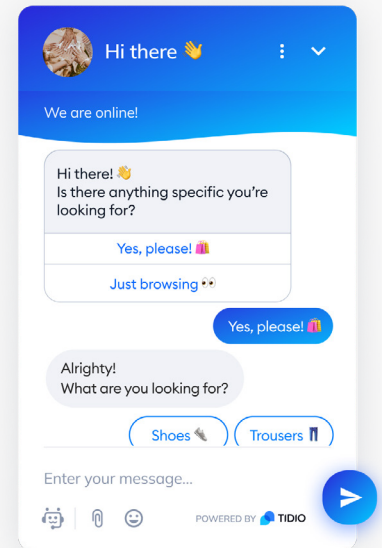 Hi there 👋
We are online!
Hi there! 👋
Is there anything specific you're
looking for?
Yes, please! 🛍️
Just browsing 👀
Yes, please! 🛍️
Alrighty!
What are you looking for?
Shoes 👟 Trousers 👖
Enter your message...
POWERED BY TIDIO